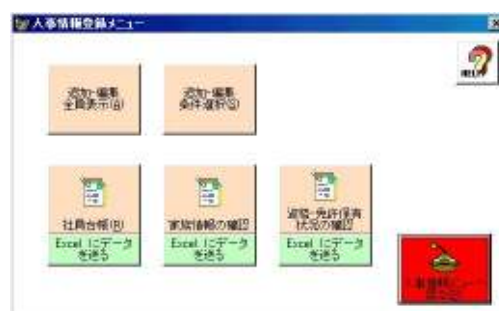 人事情報登録メニュー
HELP
追加・編集
全員表示(A)
追加・編集
条件選択(S)
社員台帳(R)
Excel にデータ
を送る
家族情報の確認
Excel にデータ
を送る
資格・免許保有
状況の確認
Excel にデータ
を送る